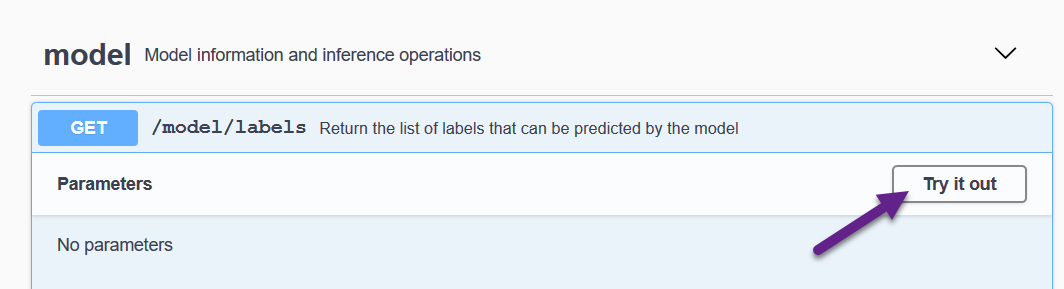 model Model information and inference operations
GET /model/labels Return the list of labels that can be predicted by the model
Parameters Try it out
No parameters